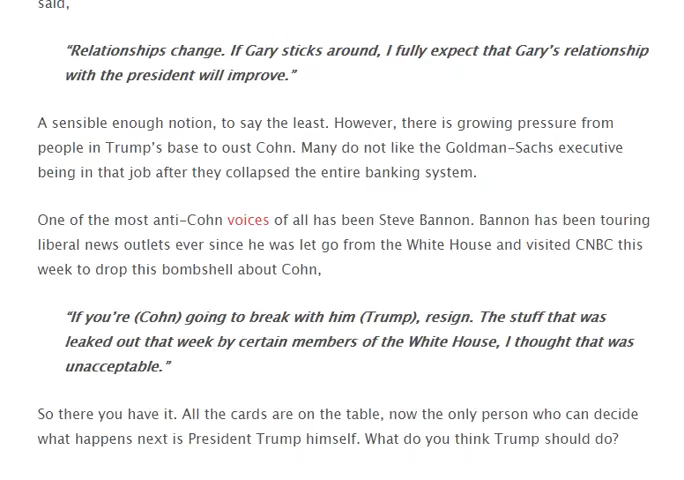 said,
“Relationships change. If Gary sticks around, I fully expect that Gary’s relationship
with the president will improve.”
A sensible enough notion, to say the least. However, there is growing pressure from
people in Trump’s base to oust Cohn. Many do not like the Goldman-Sachs executive
being in that job after they collapsed the entire banking system.
One of the most anti-Cohn voices of all has been Steve Bannon. Bannon has been touring
liberal news outlets ever since he was let go from the White House and visited CNBC this
week to drop this bombshell about Cohn,
“If you’re (Cohn) going to break with him (Trump), resign. The stuff that was
leaked out that week by certain members of the White House, I thought that was
unacceptable.”
So there you have it. All the cards are on the table, now the only person who can decide
what happens next is President Trump himself. What do you think Trump should do?